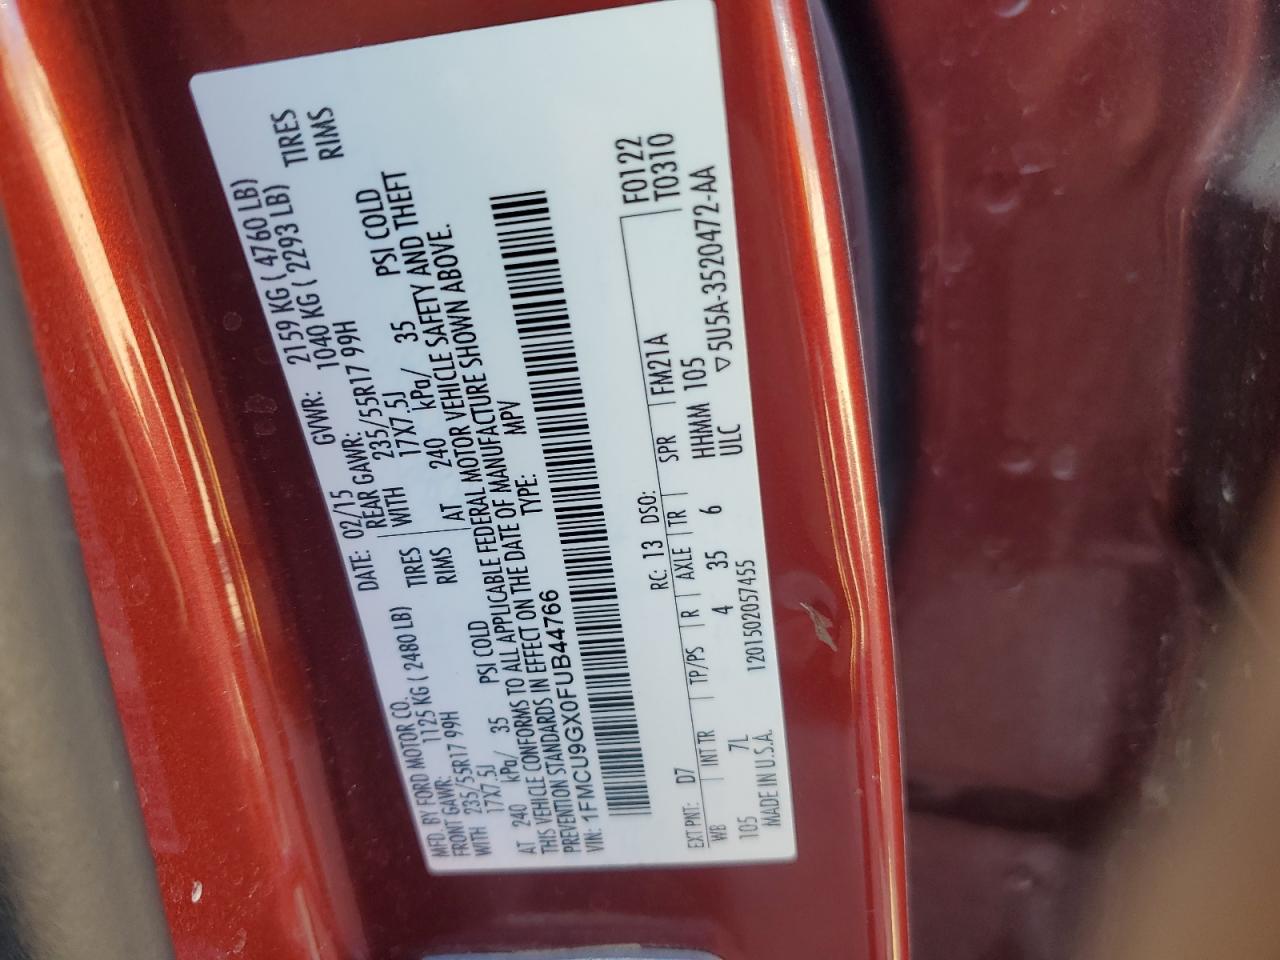 MFD. BY FORD MOTOR CO. DATE: 02/15 GVWR: 2159 KG ( 4760 LB)
FRONT GAWR: 1125 KG ( 2480 LB) REAR GAWR: 1040 KG ( 2293 LB)
WITH 235/55R17 99H TIRES WITH 235/55R17 99H TIRES
17X7.5J RIMS 17X7.5J RIMS
AT 240 kPa/ 35 PSI COLD AT 240 kPa/ 35 PSI COLD
THIS VEHICLE CONFORMS TO ALL APPLICABLE FEDERAL MOTOR VEHICLE SAFETY AND THEFT
PREVENTION STANDARDS IN EFFECT ON THE DATE OF MANUFACTURE SHOWN ABOVE.
VIN: 1FMCU9GX0FUB44766 TYPE: MPV
F0122
T0310
EXT PNT: D7 RC: 13 DSO: FM21A
WB INT TR TP/PS R AXLE TR SPR
105 7L 4 35 6 HHMM 105
ULC
MADE IN U.S.A. 1201502057455 ▽5U5A-3520472-AA